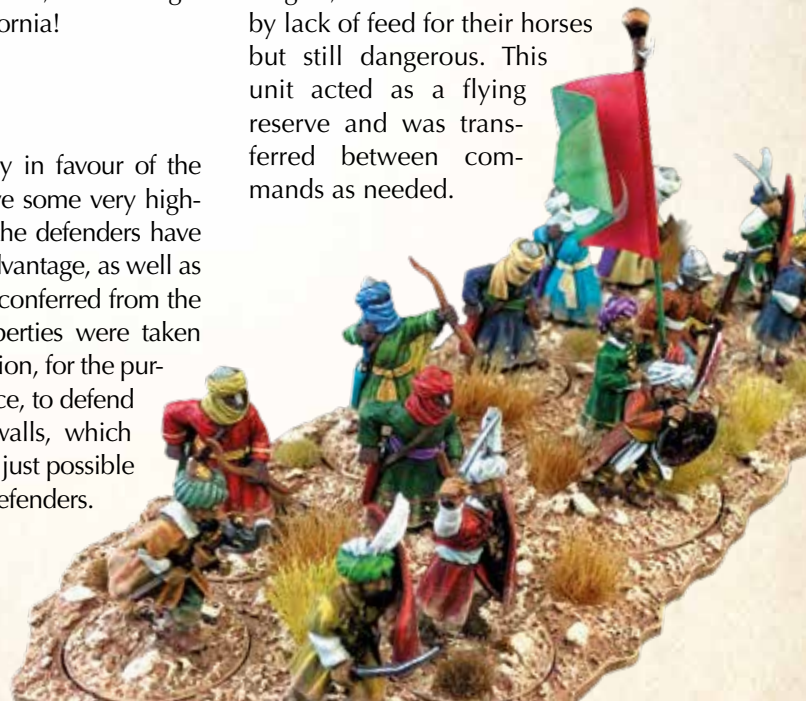 ornia!
y in favour of the
ve some very high-
he defenders have
dvantage, as well as
conferred from the
perties were taken
ion, for the pur-
ce, to defend
walls, which
just possible
efenders.
by lack of feed for their horses
but still dangerous. This
unit acted as a flying
reserve and was trans-
ferred between com-
mands as needed.